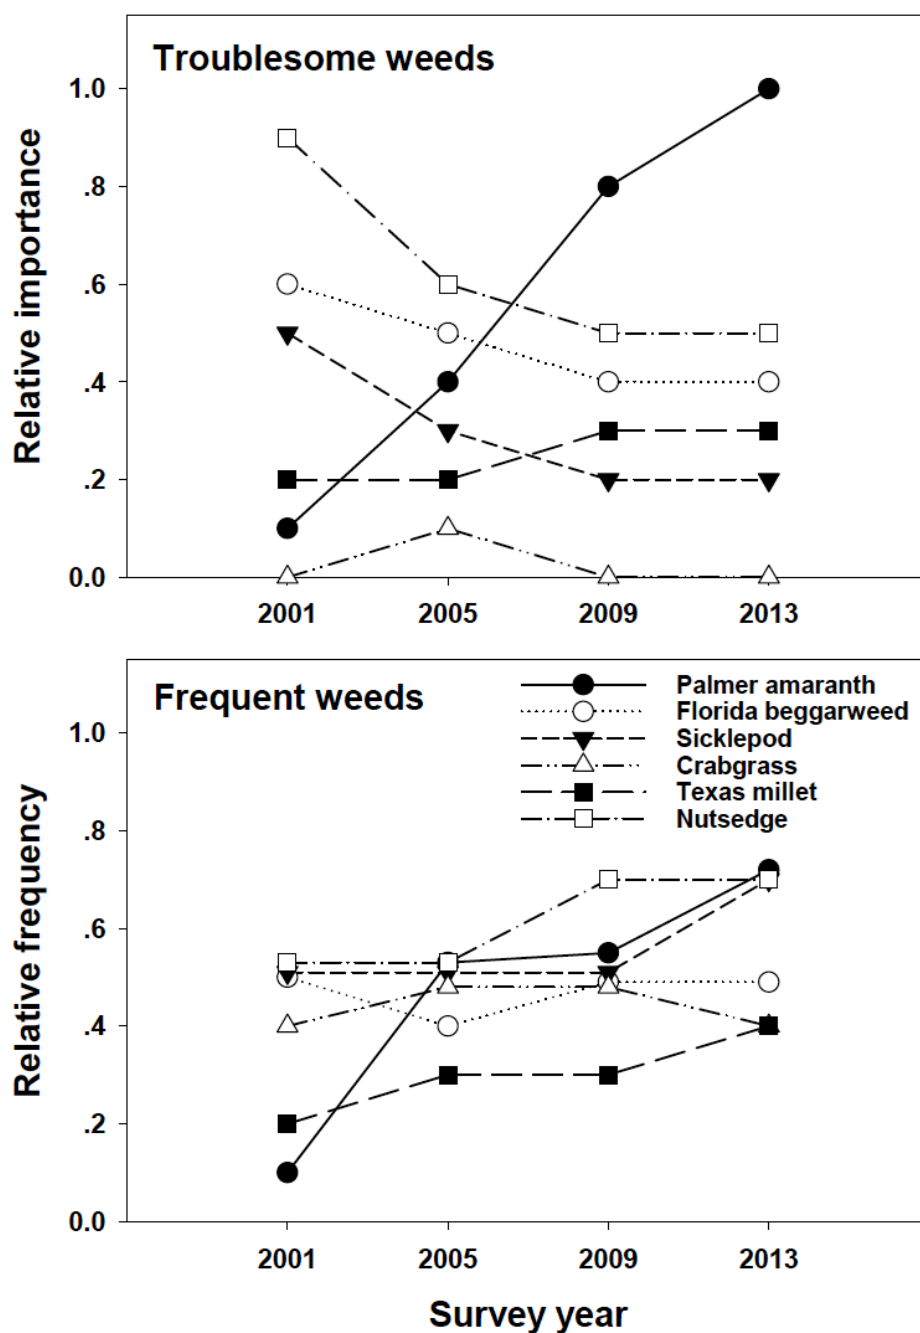 Troublesome weeds
Relative importance
1.0
.8
.6
.4
.2
0.0
2001 2005 2009 2013
Frequent weeds
Palmer amaranth
Florida beggarweed
Sicklepod
Crabgrass
Texas millet
Nutsedge
Relative frequency
1.0
.8
.6
.4
.2
0.0
2001 2005 2009 2013
Survey year